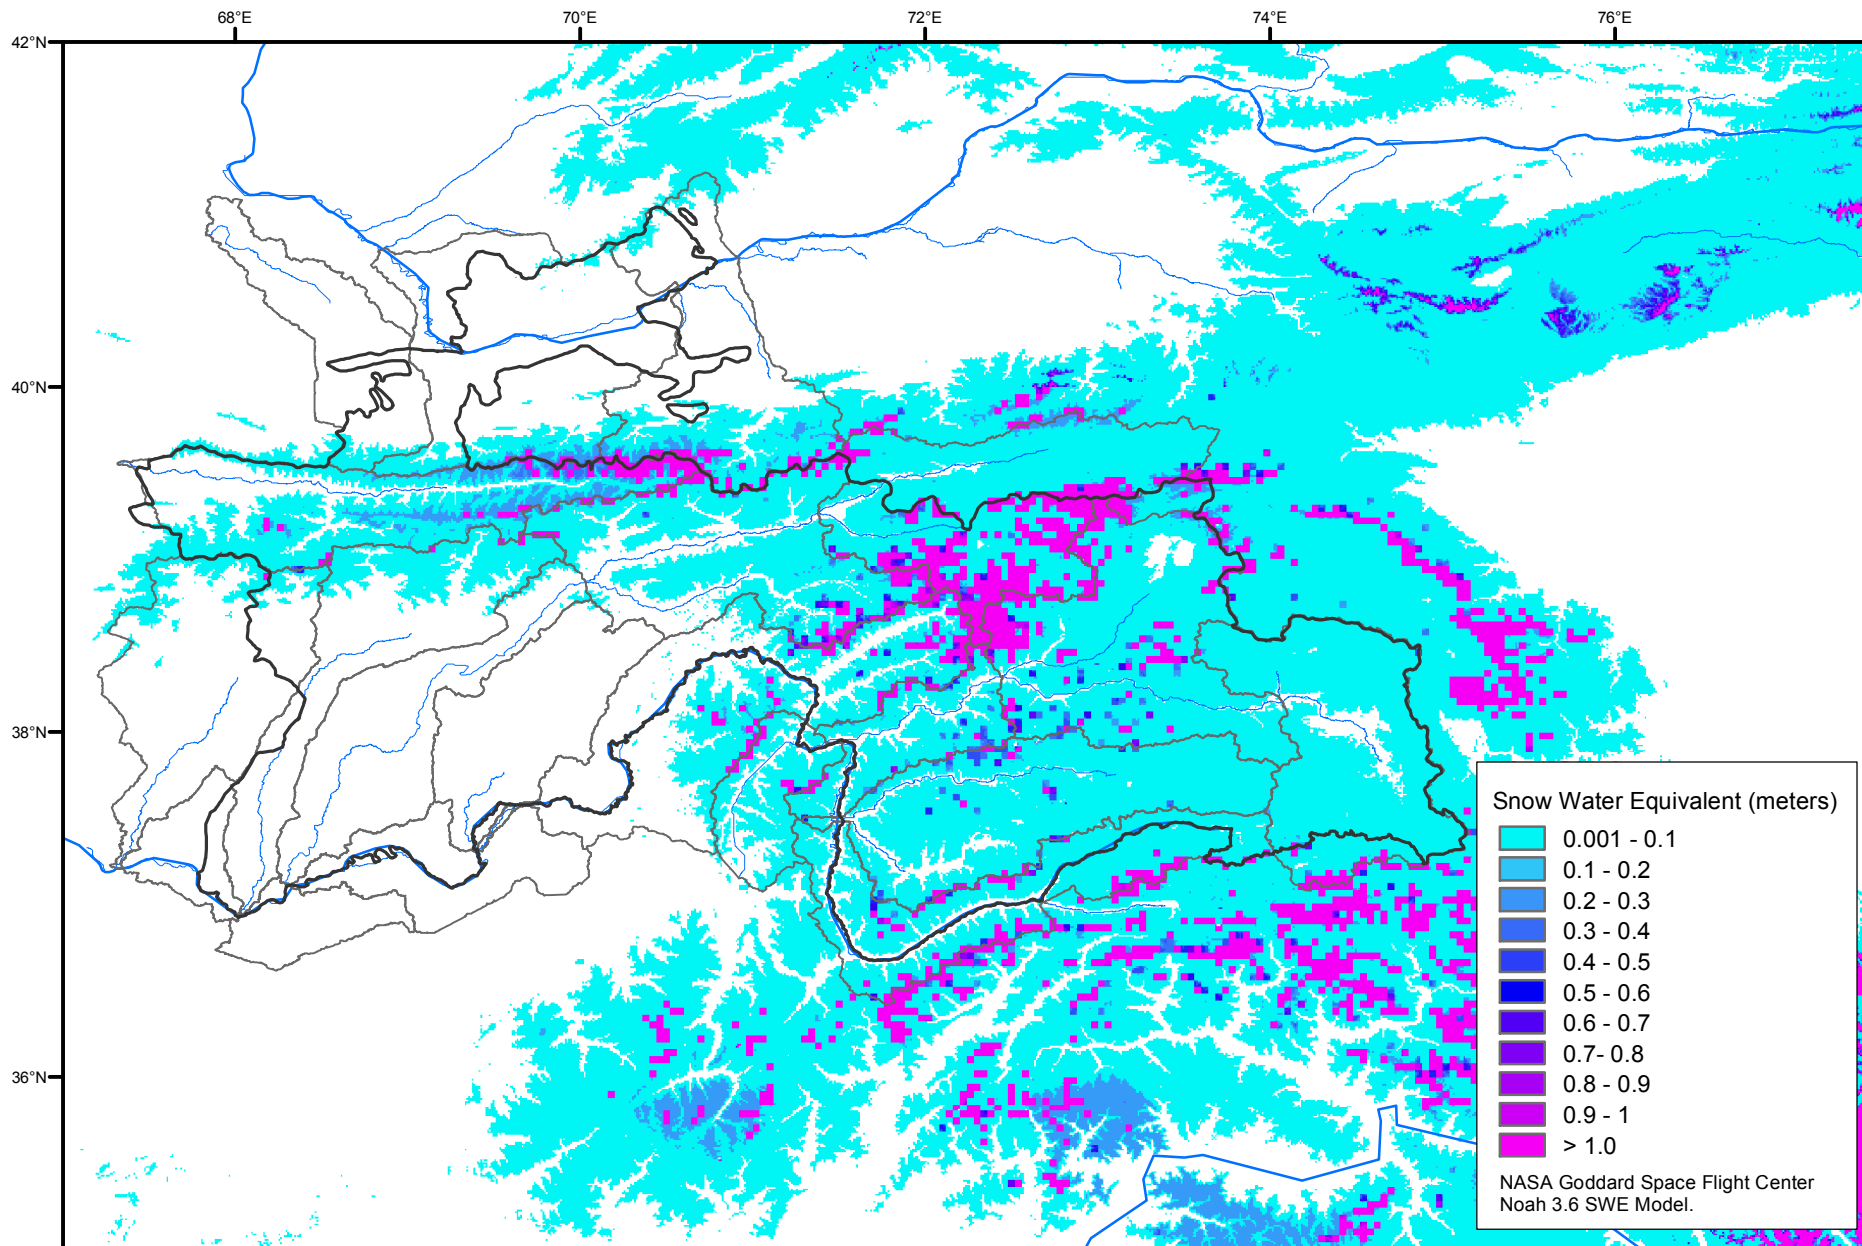 68°E
70°E
72°E
74°E
76°E
42°N
40°N
38°N
36°N
Snow Water Equivalent (meters)
0.001 - 0.1
0.1 - 0.2
0.2 - 0.3
0.3 - 0.4
0.4 - 0.5
0.5 - 0.6
0.6 - 0.7
0.7- 0.8
0.8 - 0.9
0.9 - 1
> 1.0
NASA Goddard Space Flight Center
Noah 3.6 SWE Model.